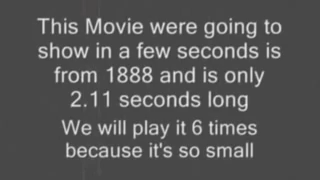 This Movie were going to
show in a few seconds is
from 1888 and is only
2.11 seconds long
We will play it 6 times
because it's so small